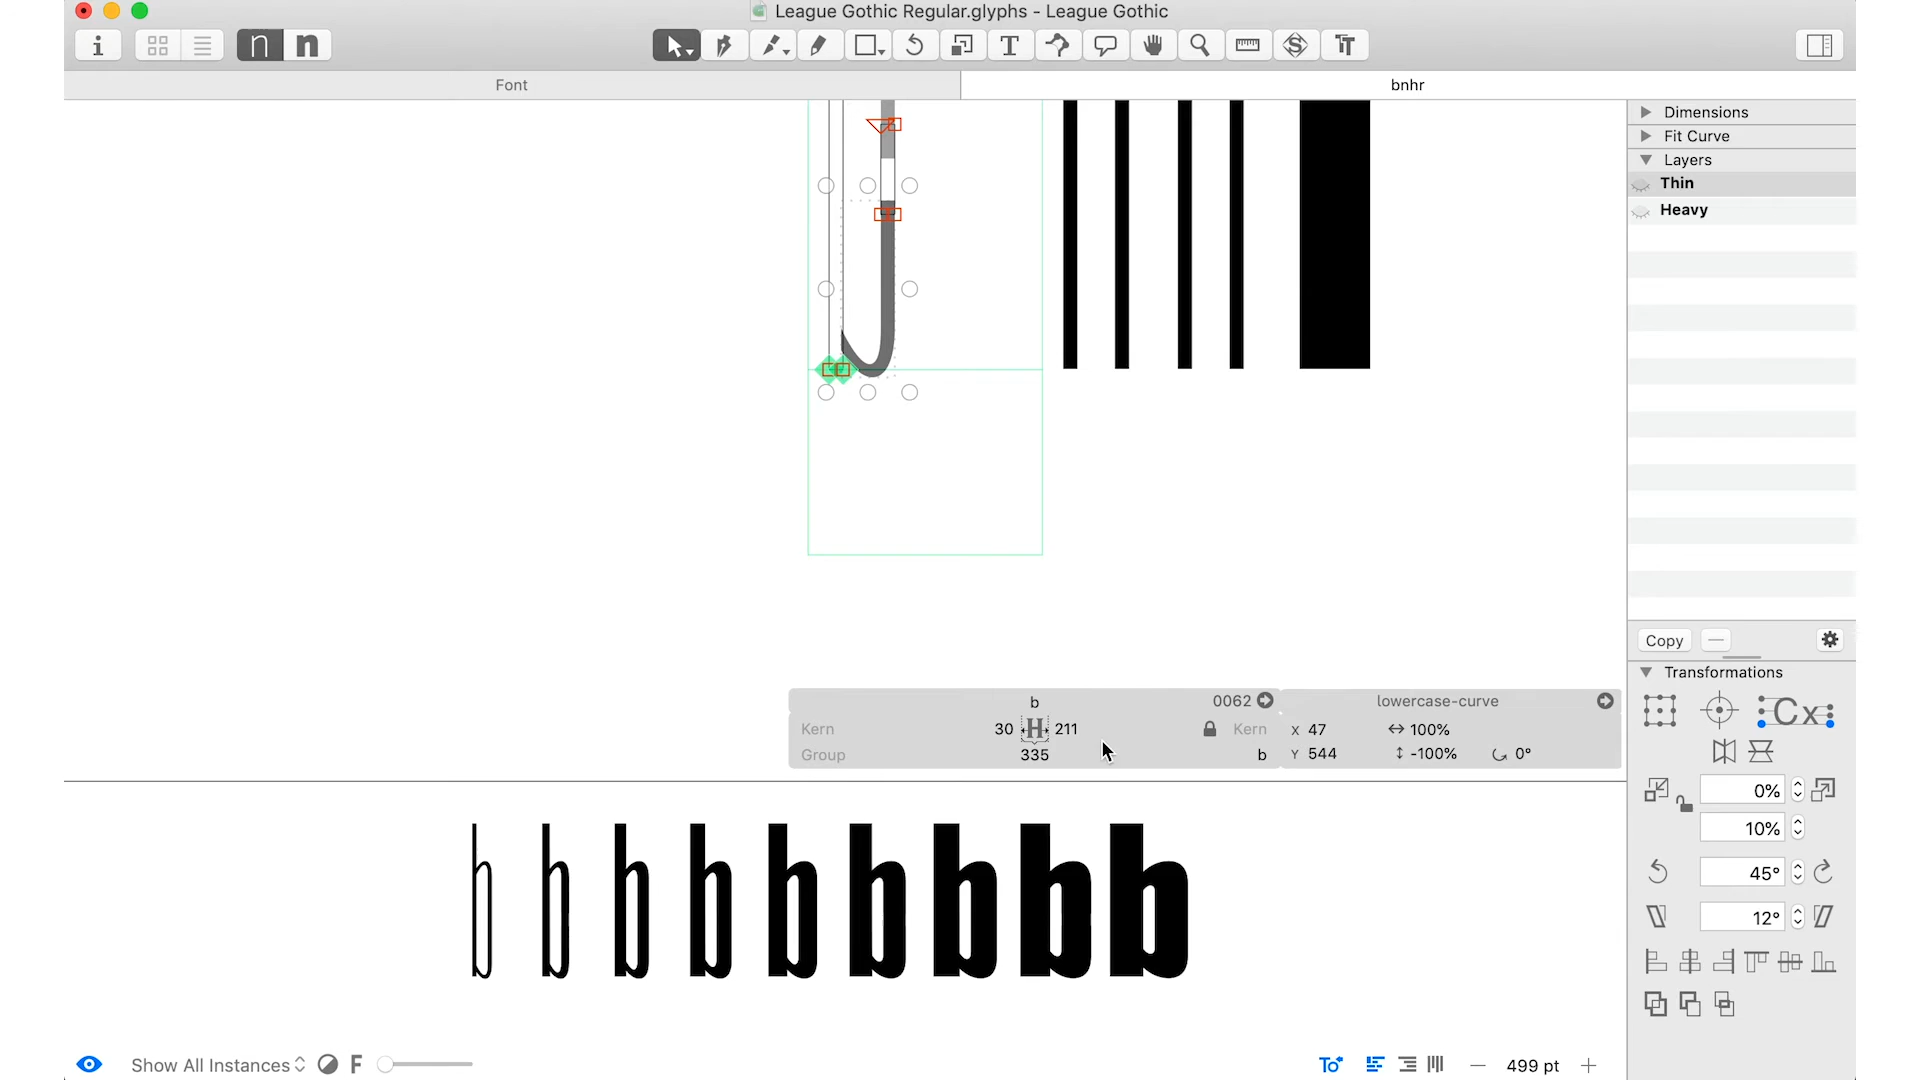 League Gothic Regular.glyphs - League Gothic
n n
Font
bnhr
Dimensions
Fit Curve
Layers
Thin
Heavy
Copy
Transformations
b 0062
Kern 30 H 211 Kern
Group 335 b
lowercase-curve
X 47 100%
Y 544 -100% 0°
Cx
0%
10%
45°
12°
b b b b b b b b b
Show All Instances F
499 pt